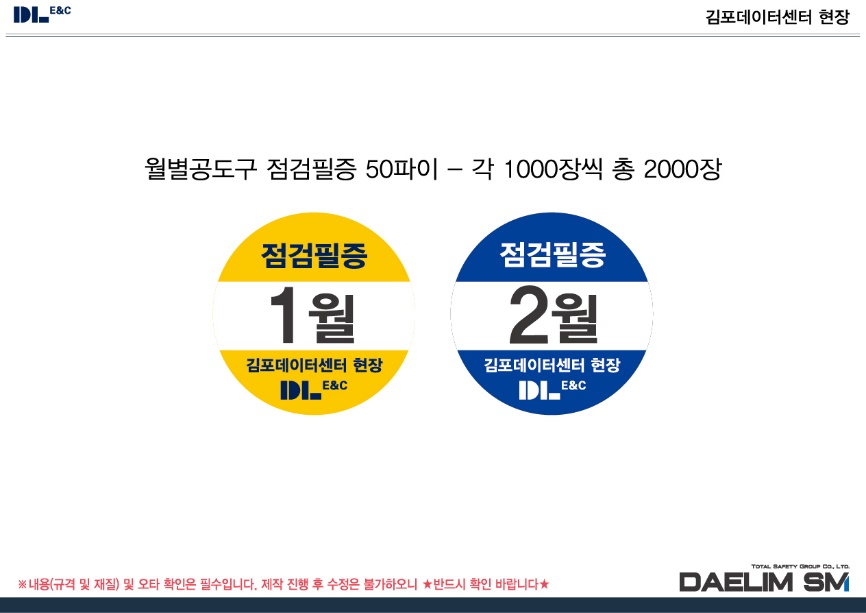 DL E&C
김포데이터센터 현장
월별공도구 점검필증 50파이 – 각 1000장씩 총 2000장
점검필증
1월
김포데이터센터 현장
DL E&C
점검필증
2월
김포데이터센터 현장
DL E&C
※내용(규격 및 재질) 및 오타 확인은 필수입니다. 제작 진행 후 수정은 불가하오니 ★반드시 확인 바랍니다★
TOTAL SAFETY GROUP CO., LTD.
DAELIM SM